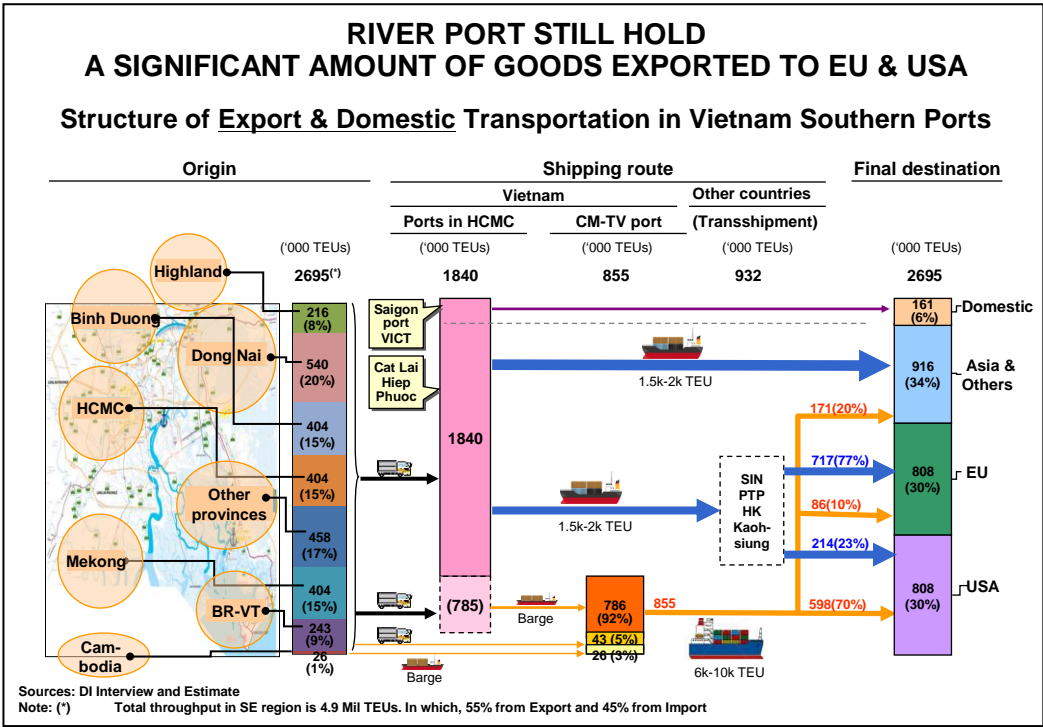 RIVER PORT STILL HOLD
A SIGNIFICANT AMOUNT OF GOODS EXPORTED TO EU & USA
Structure of Export & Domestic Transportation in Vietnam Southern Ports
Origin
Shipping route
Final destination
Vietnam
Other countries
Ports in HCMC
CM-TV port
(Transshipment)
('000 TEUs)
('000 TEUs)
('000 TEUs)
('000 TEUs)
('000 TEUs)
2695(*)
1840
855
932
2695
Highland
Binh Duong
Dong Nai
HCMC
Other
provinces
Mekong
BR-VT
Cam-
bodia
216
(8%)
540
(20%)
404
(15%)
404
(15%)
458
(17%)
404
(15%)
243
(9%)
26
(1%)
Saigon
port
VICT
Cat Lai
Hiep
Phuoc
1840
(785)
1.5k-2k TEU
1.5k-2k TEU
Barge
Barge
786
(92%)
43 (5%)
26 (3%)
855
6k-10k TEU
SIN
PTP
HK
Kaoh-
siung
171(20%)
717(77%)
86(10%)
214(23%)
598(70%)
161
(6%)
916
(34%)
808
(30%)
808
(30%)
Domestic
Asia &
Others
EU
USA
Sources: DI Interview and Estimate
Note: (*) Total throughput in SE region is 4.9 Mil TEUs. In which, 55% from Export and 45% from Import